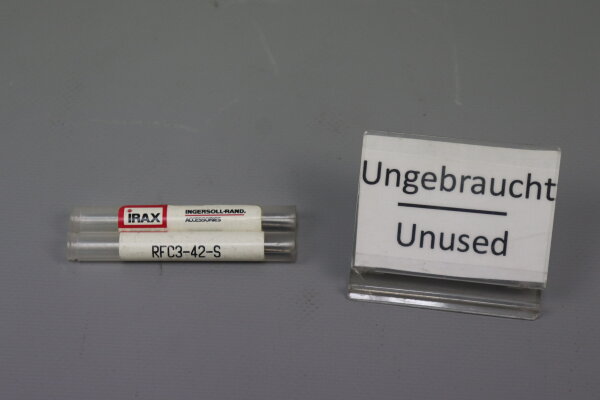 iRAX
INGERSOLL-RAND.
ACCESSORIES
RFC3-42-S
Ungebraucht
Unused